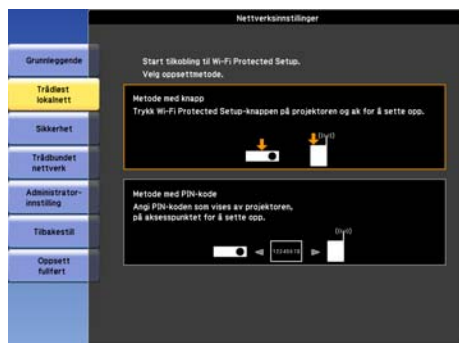 Nettverksinnstillinger
Grunnleggende
Trådløst
lokalnett
Sikkerhet
Trådbundet
nettverk
Administrator-
innstilling
Tilbakestill
Oppsett
fullført
Start tilkobling til Wi-Fi Protected Setup.
Velg oppsettmetode.
Metode med knapp
Trykk Wi-Fi Protected Setup-knappen på projektoren og ak for å sette opp.
Metode med PIN-kode
Angi PIN-koden som vises av projektoren,
på aksesspunktet for å sette opp.
12345678